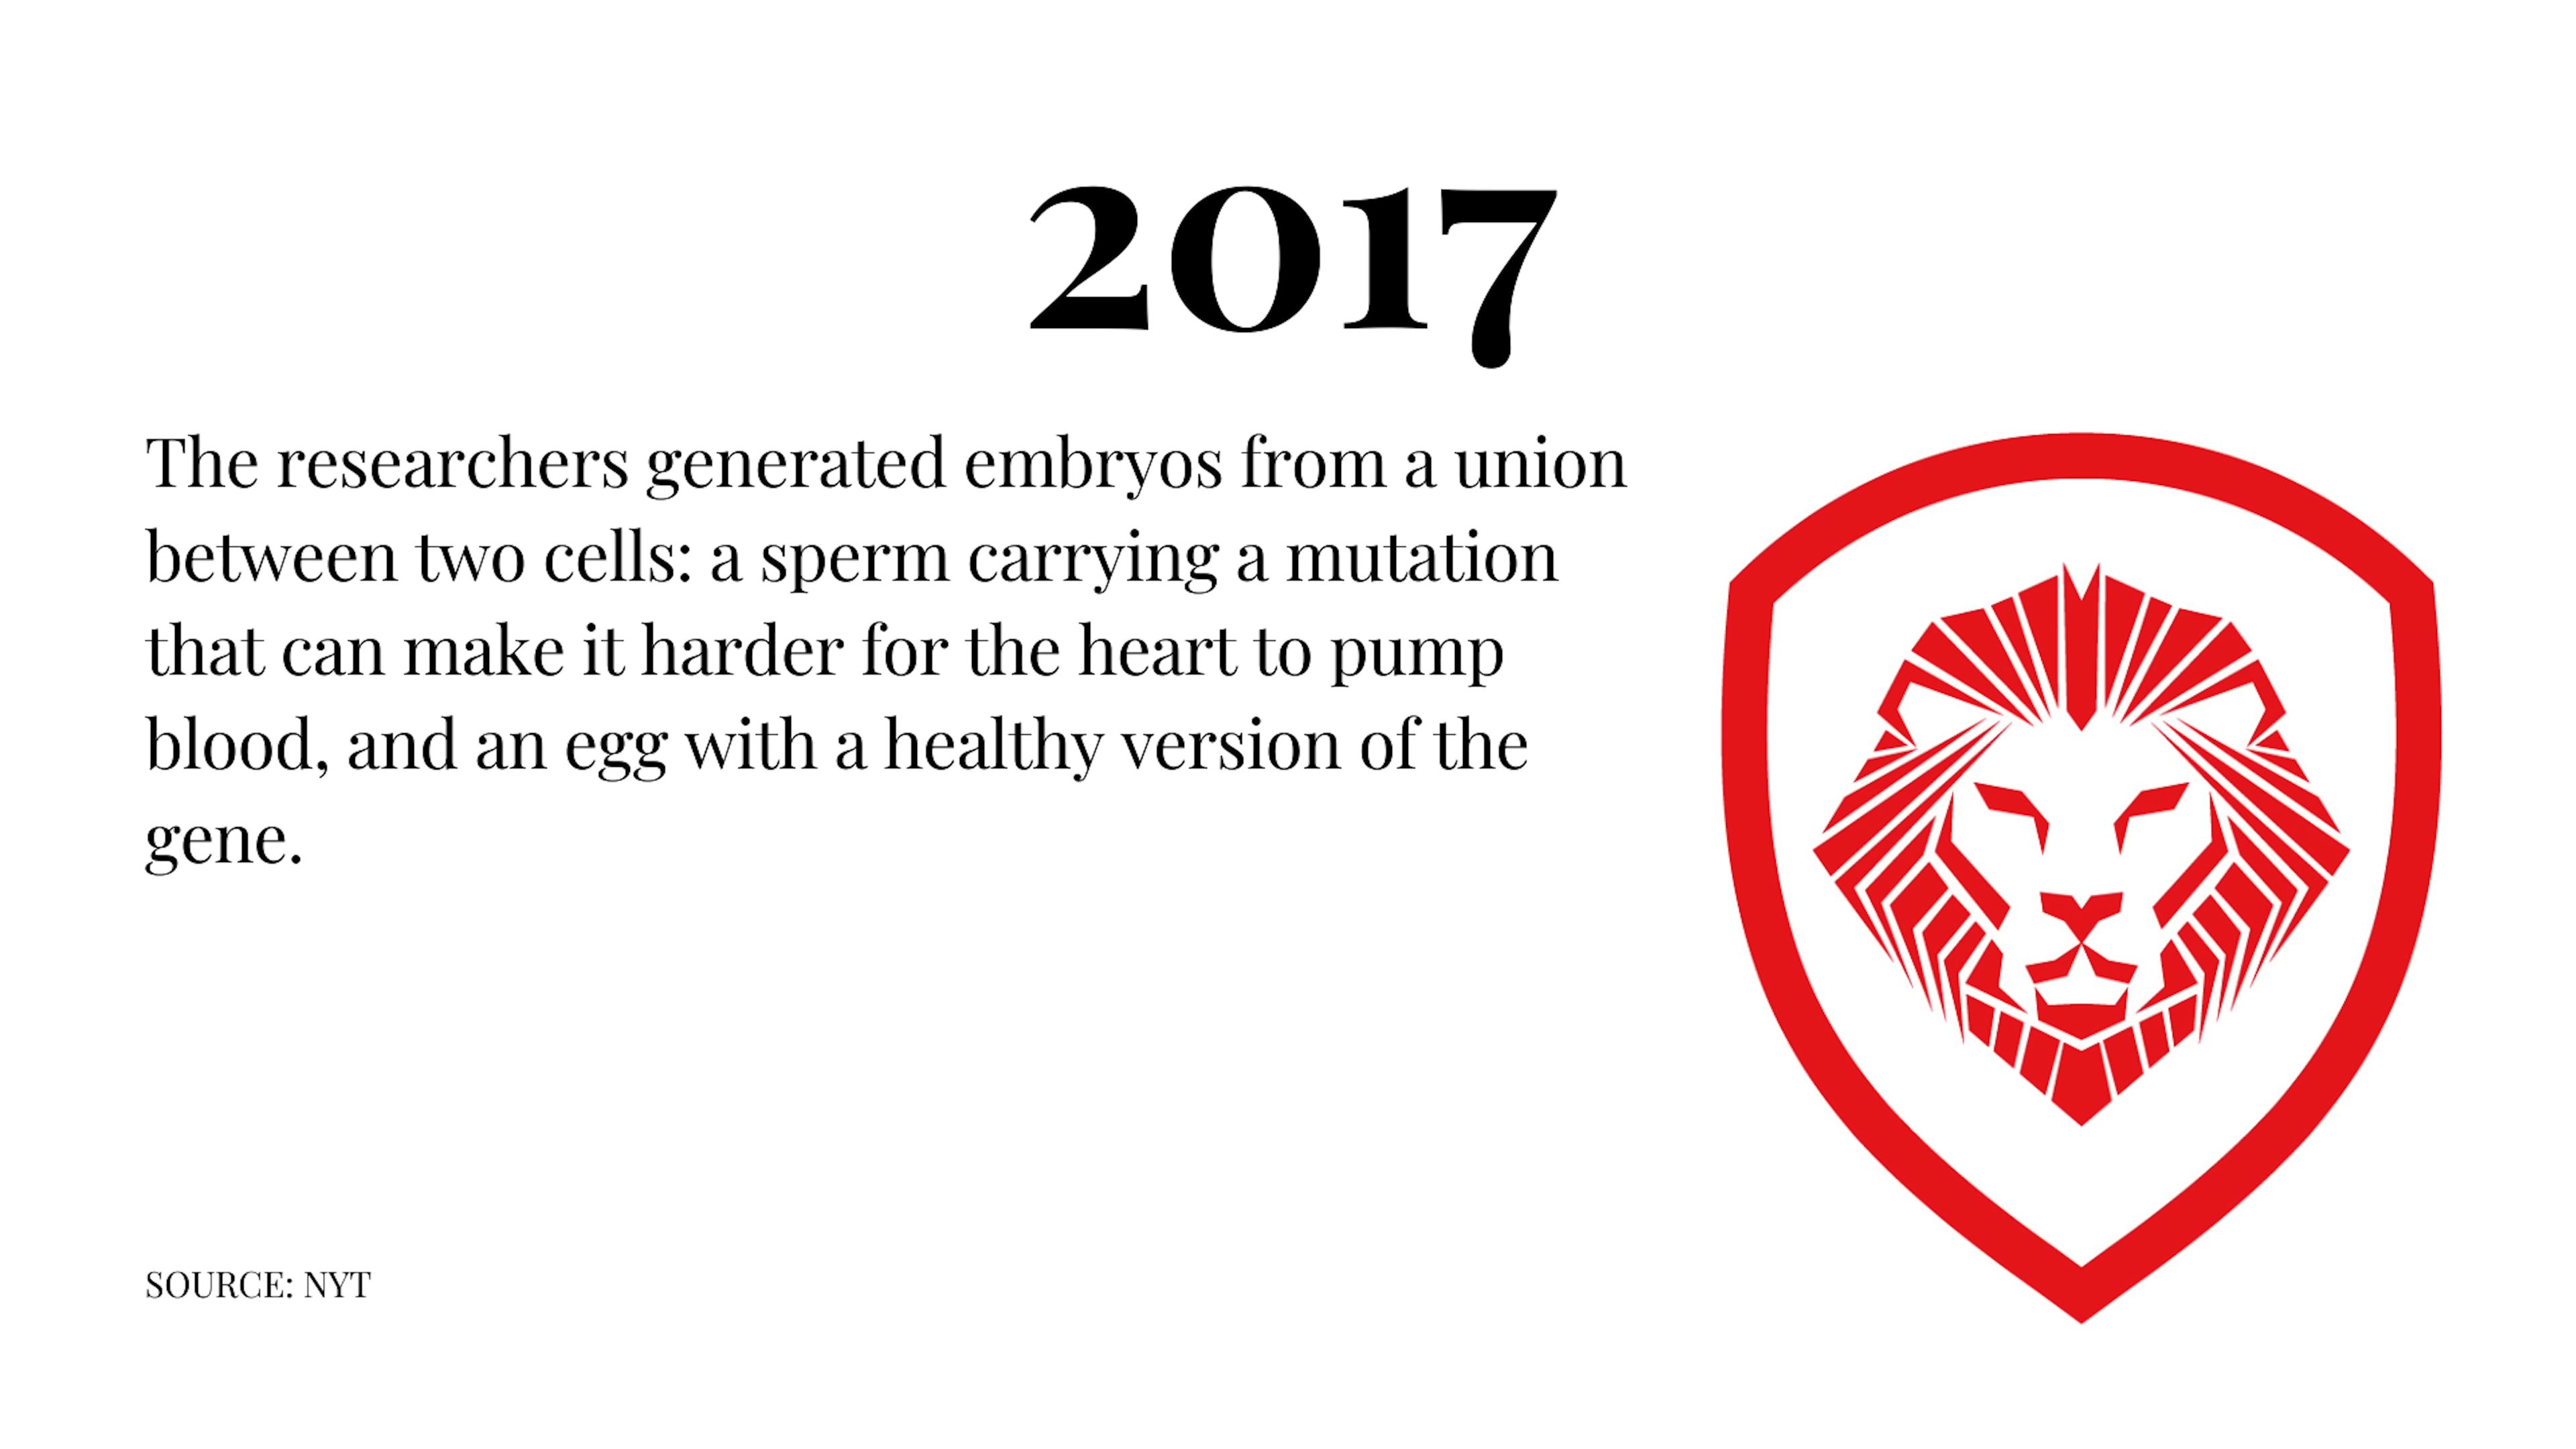 2017
The researchers generated embryos from a union
between two cells: a sperm carrying a mutation
that can make it harder for the heart to pump
blood, and an egg with a healthy version of the
gene.
SOURCE: NYT